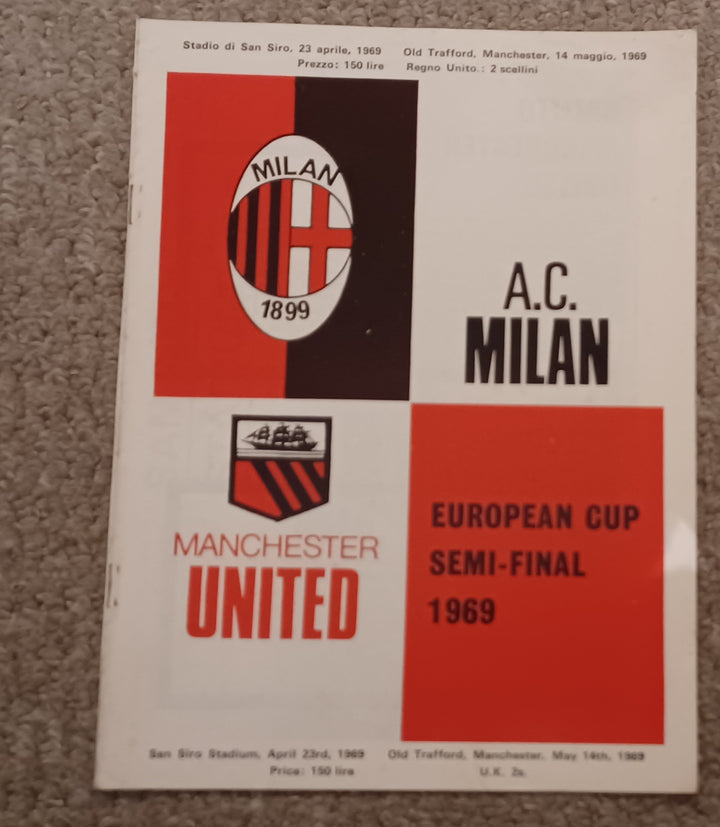 Stadio di San Siro, 23 aprile, 1969 Old Trafford, Manchester, 14 maggio, 1969
Prezzo: 150 lire Regno Unito.: 2 scellini
MILAN
1899
A.C.
MILAN
MANCHESTER
UNITED
EUROPEAN CUP
SEMI-FINAL
1969
San Siro Stadium, April 23rd, 1969 Old Trafford, Manchester, May 14th, 1969
Price: 150 lire U.K. 2s.